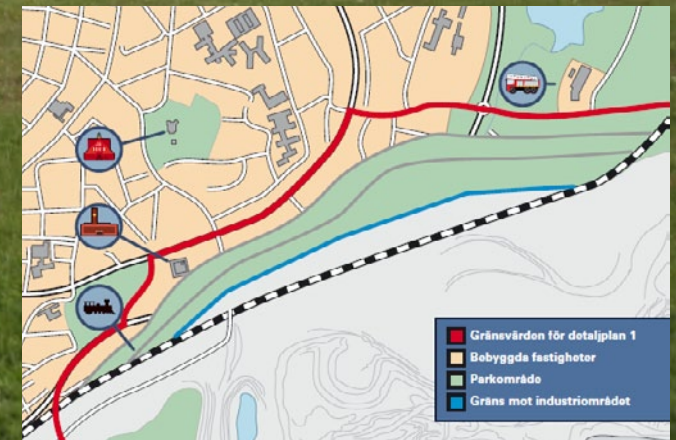 Gränsvärden för detaljplan 1
Bebyggda fastigheter
Parkområde
Gräns mot industriområdet